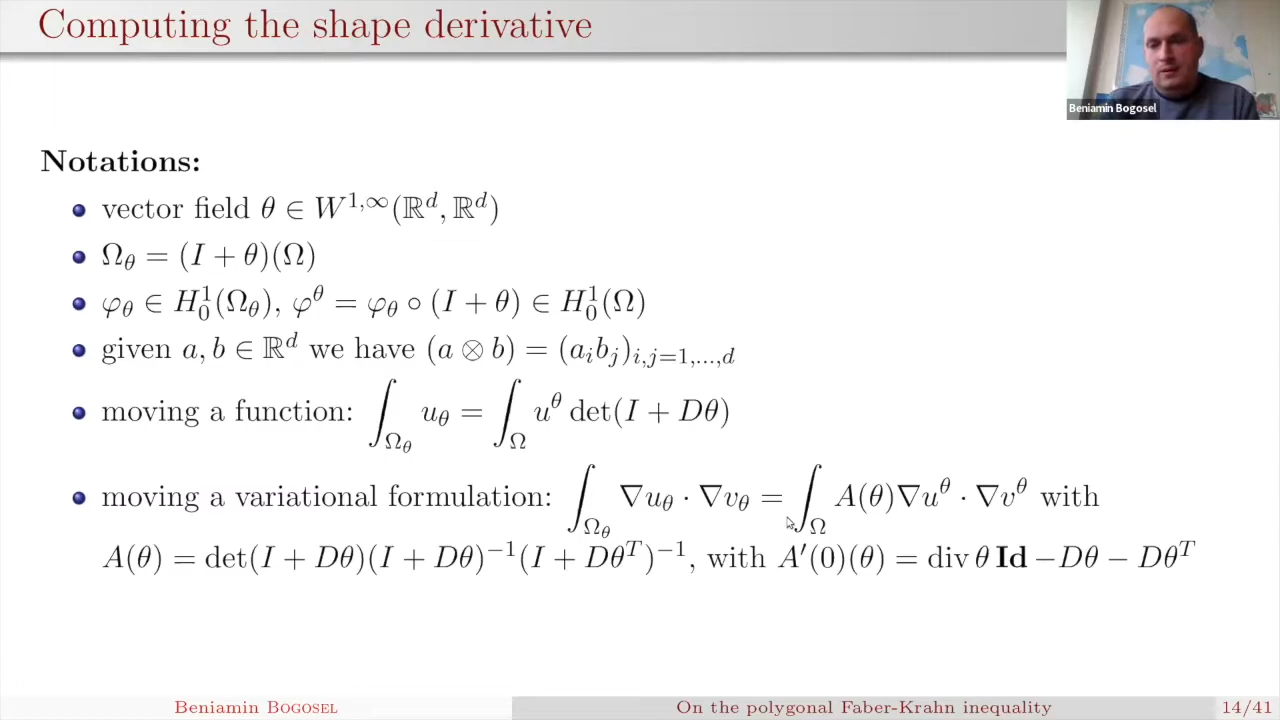 Computing the shape derivative
Beniamin Bogosel
Notations:
vector field θ ∈ W^{1,∞}(ℝ^d, ℝ^d)
Ω_θ = (I + θ)(Ω)
φ_θ ∈ H_0^1(Ω_θ), φ^θ = φ_θ ∘ (I + θ) ∈ H_0^1(Ω)
given a, b ∈ ℝ^d we have (a ⊗ b) = (a_i b_j)_{i,j=1,...,d}
moving a function: ∫_{Ω_θ} u_θ = ∫_Ω u^θ det(I + Dθ)
moving a variational formulation: ∫_{Ω_θ} ∇u_θ · ∇v_θ = ∫_Ω A(θ)∇u^θ · ∇v^θ with
A(θ) = det(I + Dθ)(I + Dθ)^{-1}(I + Dθ^T)^{-1}, with A′(0)(θ) = div θ Id −Dθ − Dθ^T
Beniamin BOGOSEL
On the polygonal Faber-Krahn inequality
14/41